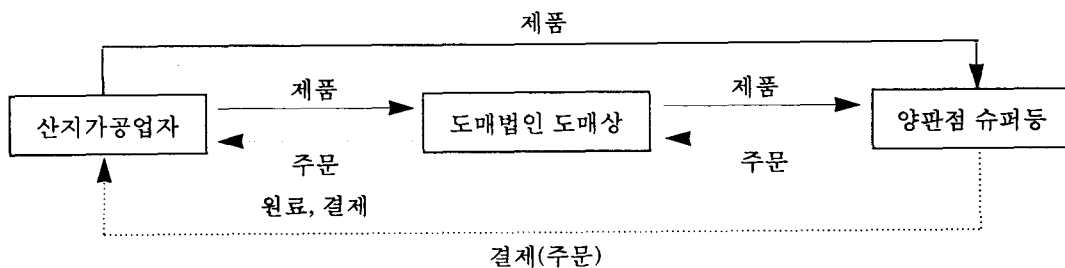 제품
제품
제품
산지가공업자
도매법인 도매상
양판점 슈퍼등
주문
주문
원료, 결제
결제(주문)